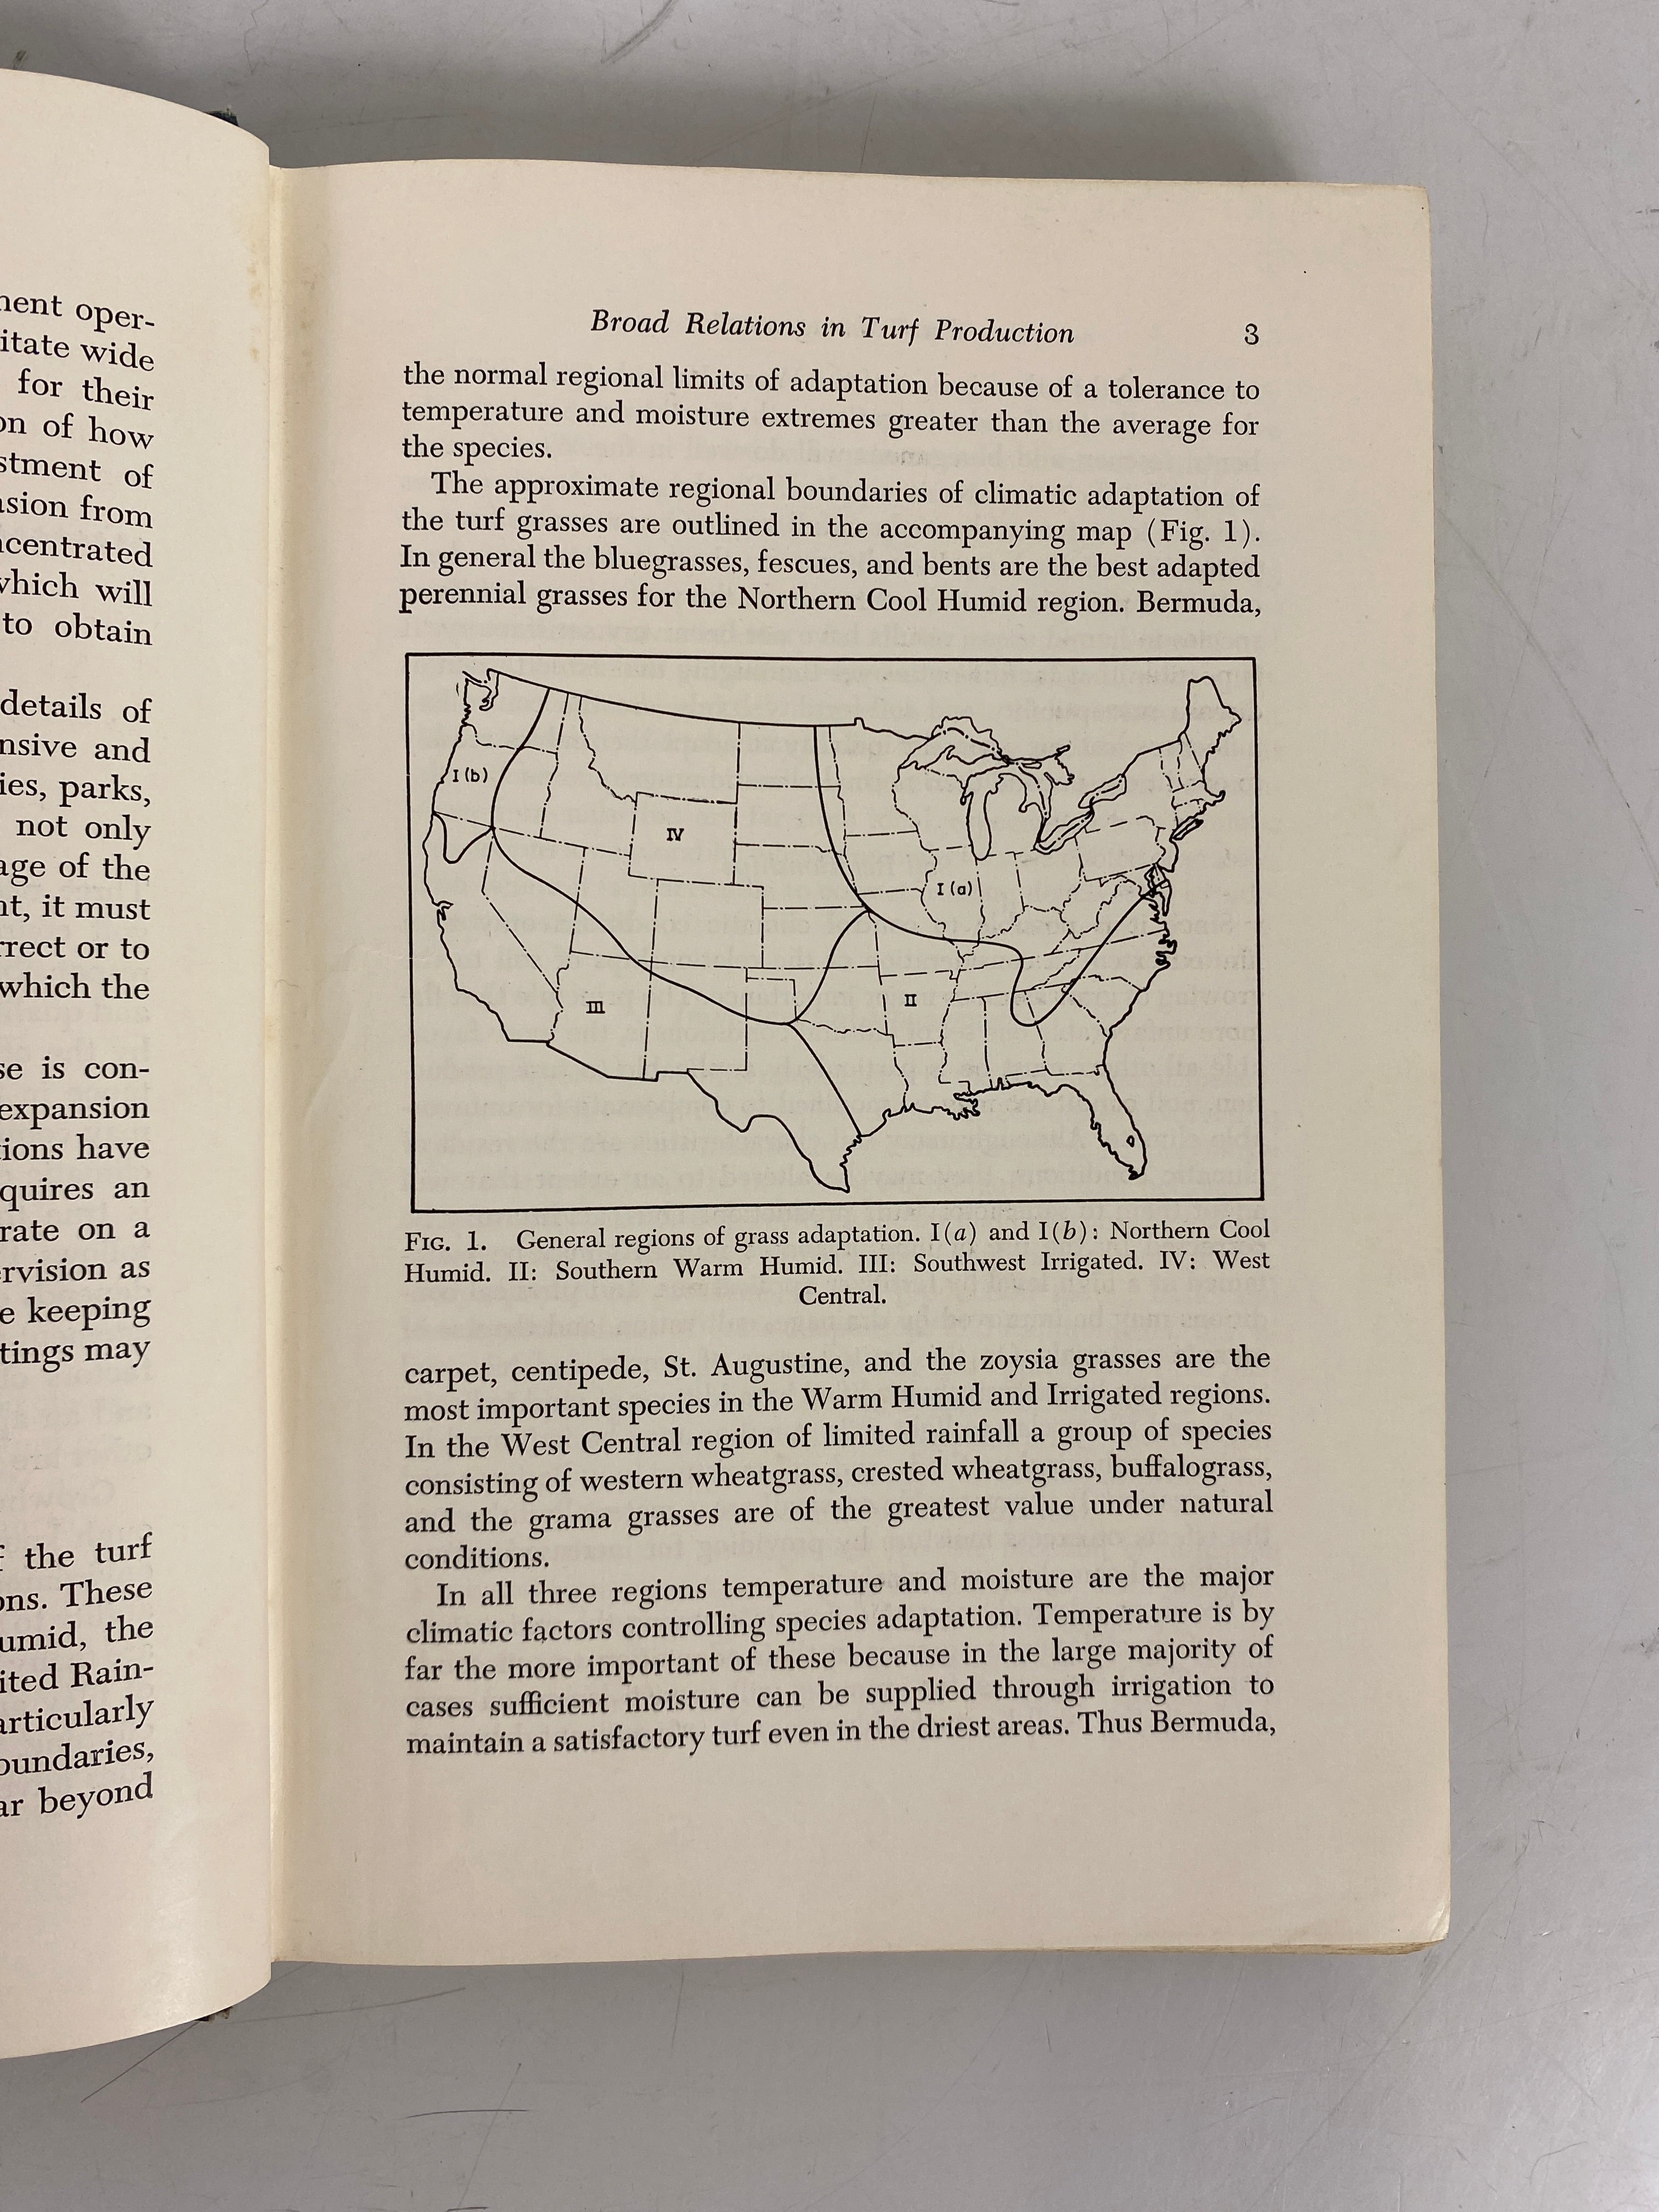 ment oper-
itate wide
for their
on of how
stment of
asion from
ncentrated
which will
to obtain
details of
nsive and
ies, parks,
not only
age of the
nt, it must
rrect or to
which the
se is con-
expansion
tions have
quires an
rate on a
ervision as
e keeping
tings may
f the turf
ons. These
umid, the
ited Rain-
articularly
oundaries,
ar beyond
Broad Relations in Turf Production 3
the normal regional limits of adaptation because of a tolerance to
temperature and moisture extremes greater than the average for
the species.
The approximate regional boundaries of climatic adaptation of
the turf grasses are outlined in the accompanying map (Fig. 1).
In general the bluegrasses, fescues, and bents are the best adapted
perennial grasses for the Northern Cool Humid region. Bermuda,
I (b)
IV
I (a)
III
II
FIG. 1. General regions of grass adaptation. I(a) and I(b): Northern Cool
Humid. II: Southern Warm Humid. III: Southwest Irrigated. IV: West
Central.
carpet, centipede, St. Augustine, and the zoysia grasses are the
most important species in the Warm Humid and Irrigated regions.
In the West Central region of limited rainfall a group of species
consisting of western wheatgrass, crested wheatgrass, buffalograss,
and the grama grasses are of the greatest value under natural
conditions.
In all three regions temperature and moisture are the major
climatic factors controlling species adaptation. Temperature is by
far the more important of these because in the large majority of
cases sufficient moisture can be supplied through irrigation to
maintain a satisfactory turf even in the driest areas. Thus Bermuda,